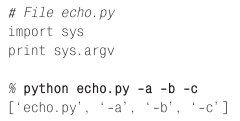 # File echo.py
import sys
print sys.argv
% python echo.py -a -b -c
[‘echo.py’, ‘-a’, ‘-b’, ‘-c’]